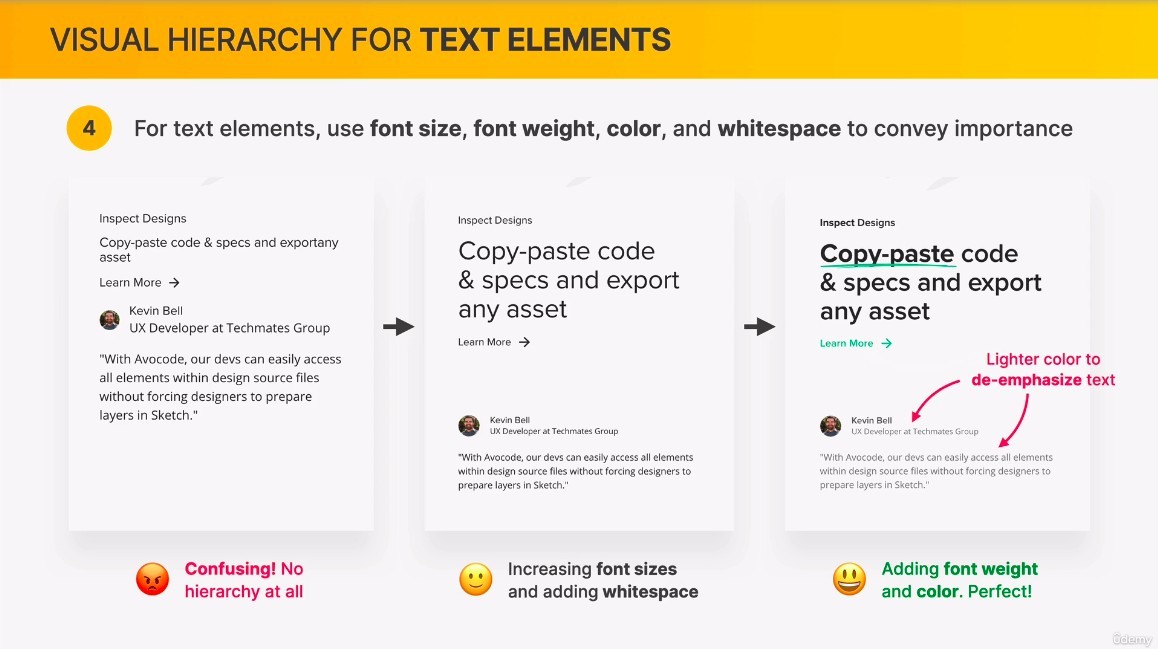 VISUAL HIERARCHY FOR TEXT ELEMENTS
4
For text elements, use font size, font weight, color, and whitespace to convey importance
Inspect Designs
Copy-paste code & specs and exportany
asset
Learn More →
Kevin Bell
UX Developer at Techmates Group
"With Avocode, our devs can easily access
all elements within design source files
without forcing designers to prepare
layers in Sketch."
Confusing! No
hierarchy at all
Inspect Designs
Copy-paste code
& specs and export
any asset
Learn More →
Kevin Bell
UX Developer at Techmates Group
"With Avocode, our devs can easily access all elements
within design source files without forcing designers to
prepare layers in Sketch."
Increasing font sizes
and adding whitespace
Inspect Designs
Copy-paste code
& specs and export
any asset
Learn More →
Lighter color to
de-emphasize text
Kevin Bell
UX Developer at Techmates Group
"With Avocode, our devs can easily access all elements
within design source files without forcing designers to
prepare layers in Sketch."
Adding font weight
and color. Perfect!
ûdemy